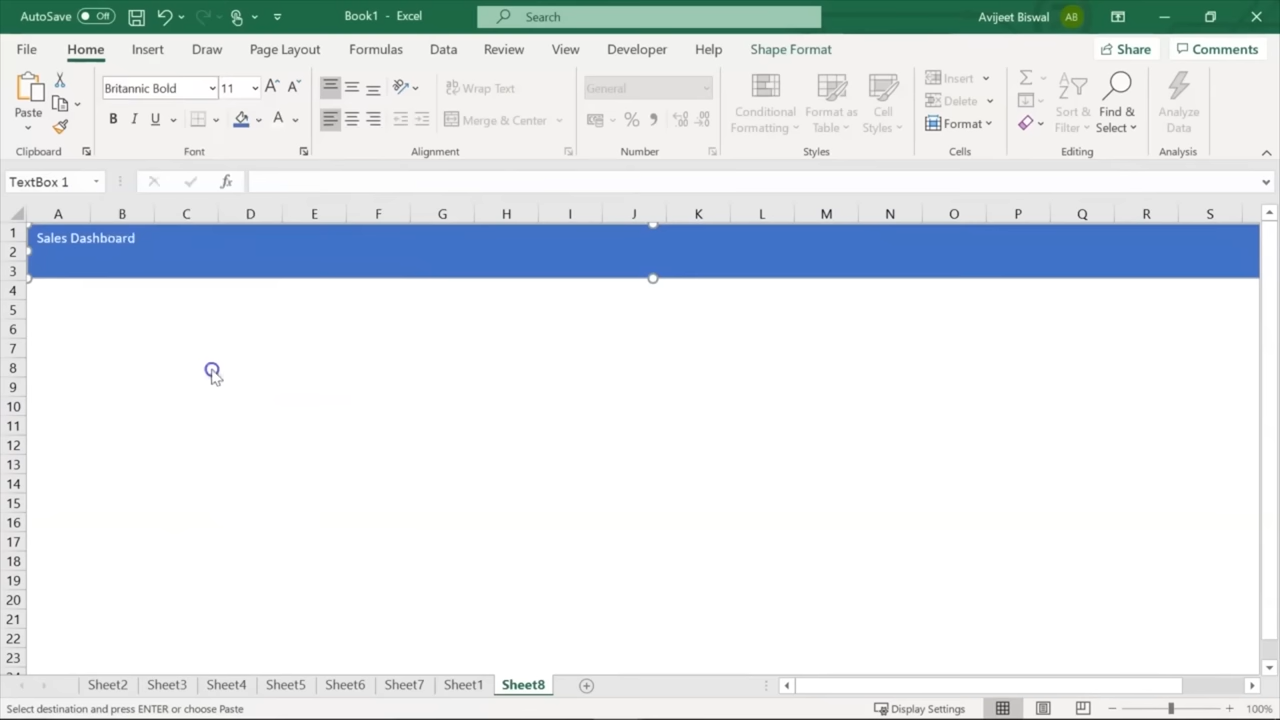 AutoSave Off Book1 - Excel Search Avijeet Biswal AB
File Home Insert Draw Page Layout Formulas Data Review View Developer Help Shape Format Share Comments
Paste
Clipboard
Britannic Bold 11
B I U A
Font
Wrap Text
Merge & Center
Alignment
General
%
Number
Conditional Formatting
Format as Table
Cell Styles
Styles
Insert
Delete
Format
Cells
Sort & Filter
Find & Select
Editing
Analyze Data
Analysis
TextBox 1 fx
A B C D E F G H I J K L M N O P Q R S
1
Sales Dashboard
2
3
4
5
6
7
8
9
10
11
12
13
14
15
16
17
18
19
20
21
22
23
Sheet2 Sheet3 Sheet4 Sheet5 Sheet6 Sheet7 Sheet1 Sheet8
Select destination and press ENTER or choose Paste Display Settings 100%